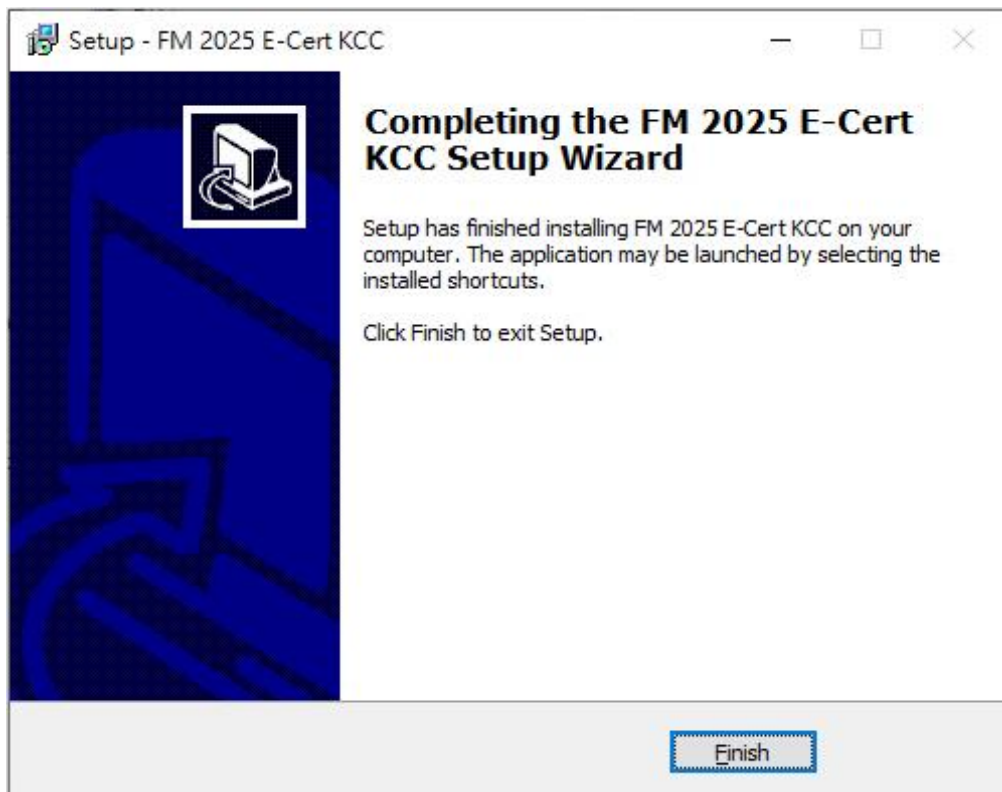 Setup - FM 2025 E-Cert KCC
Completing the FM 2025 E-Cert
KCC Setup Wizard
Setup has finished installing FM 2025 E-Cert KCC on your
computer. The application may be launched by selecting the
installed shortcuts.
Click Finish to exit Setup.
Finish